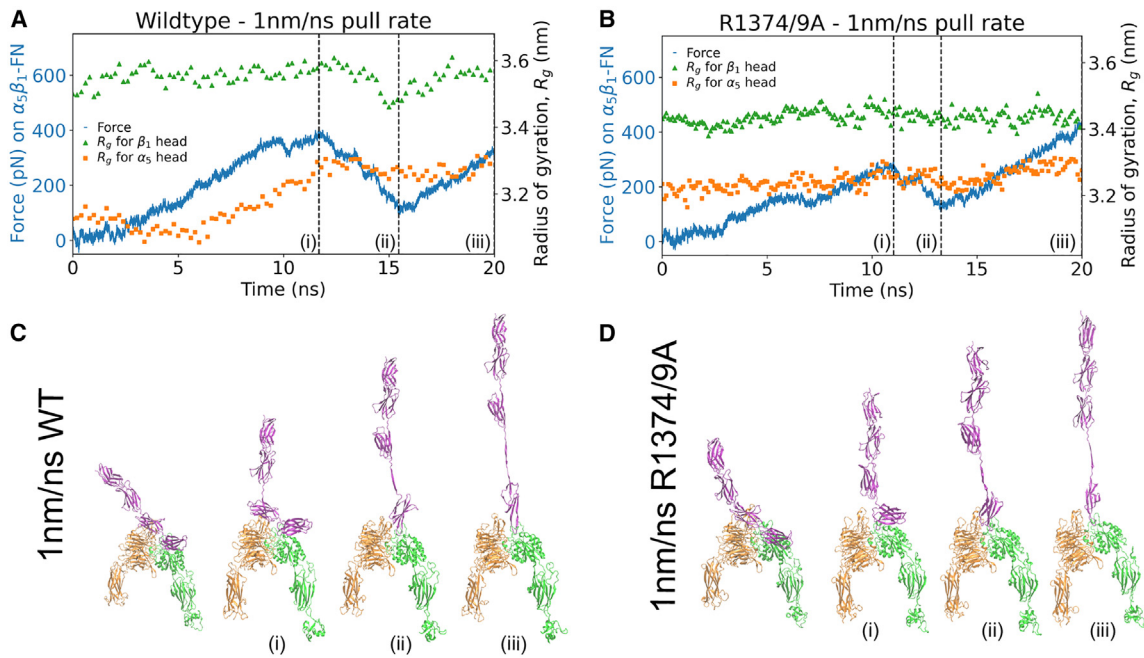 A
Wildtype - 1nm/ns pull rate
Force (pN) on α5β1-FN
600
400
200
0
Force
Rg for β1 head
Rg for α5 head
3.6
3.4
3.2
Radius of gyration, Rg (nm)
(i)
(ii)
(iii)
0
5
10
15
20
Time (ns)
B
R1374/9A - 1nm/ns pull rate
Force (pN) on α5β1-FN
600
400
200
0
Force
Rg for β1 head
Rg for α5 head
3.6
3.4
3.2
Radius of gyration, Rg (nm)
(i)
(ii)
(iii)
0
5
10
15
20
Time (ns)
C
1nm/ns WT
(i)
(ii)
(iii)
D
1nm/ns R1374/9A
(i)
(ii)
(iii)